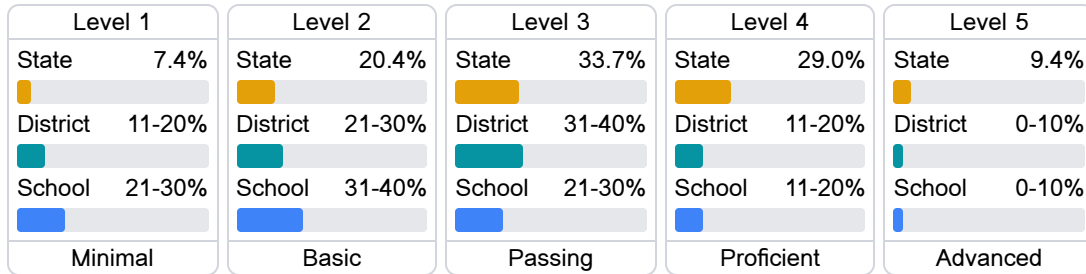 Level 1
State 7.4%
District 11-20%
School 21-30%
Minimal
Level 2
State 20.4%
District 21-30%
School 31-40%
Basic
Level 3
State 33.7%
District 31-40%
School 21-30%
Passing
Level 4
State 29.0%
District 11-20%
School 11-20%
Proficient
Level 5
State 9.4%
District 0-10%
School 0-10%
Advanced